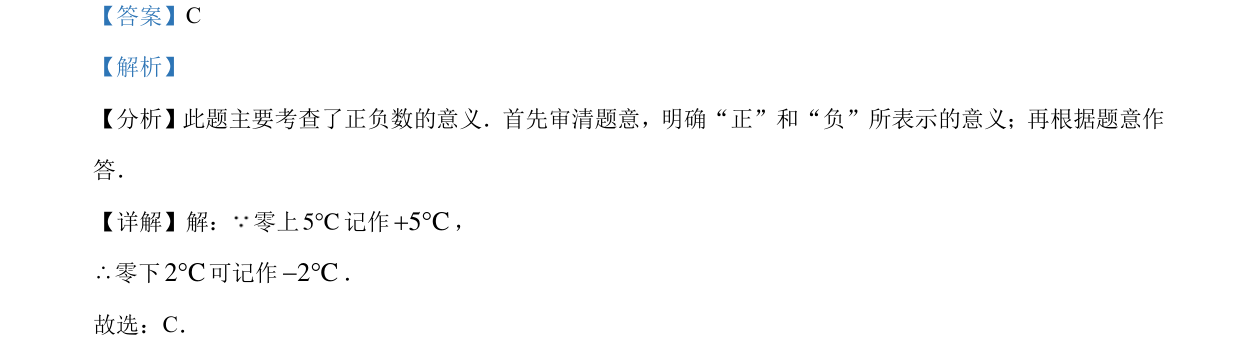 【答案】C
【解析】
【分析】此题主要考查了正负数的意义．首先审清题意，明确“正”和“负”所表示的意义；再根据题意作
答．
【详解】解：∵零上5℃记作+5℃，
∴零下2℃可记作−2℃．
故选：C．